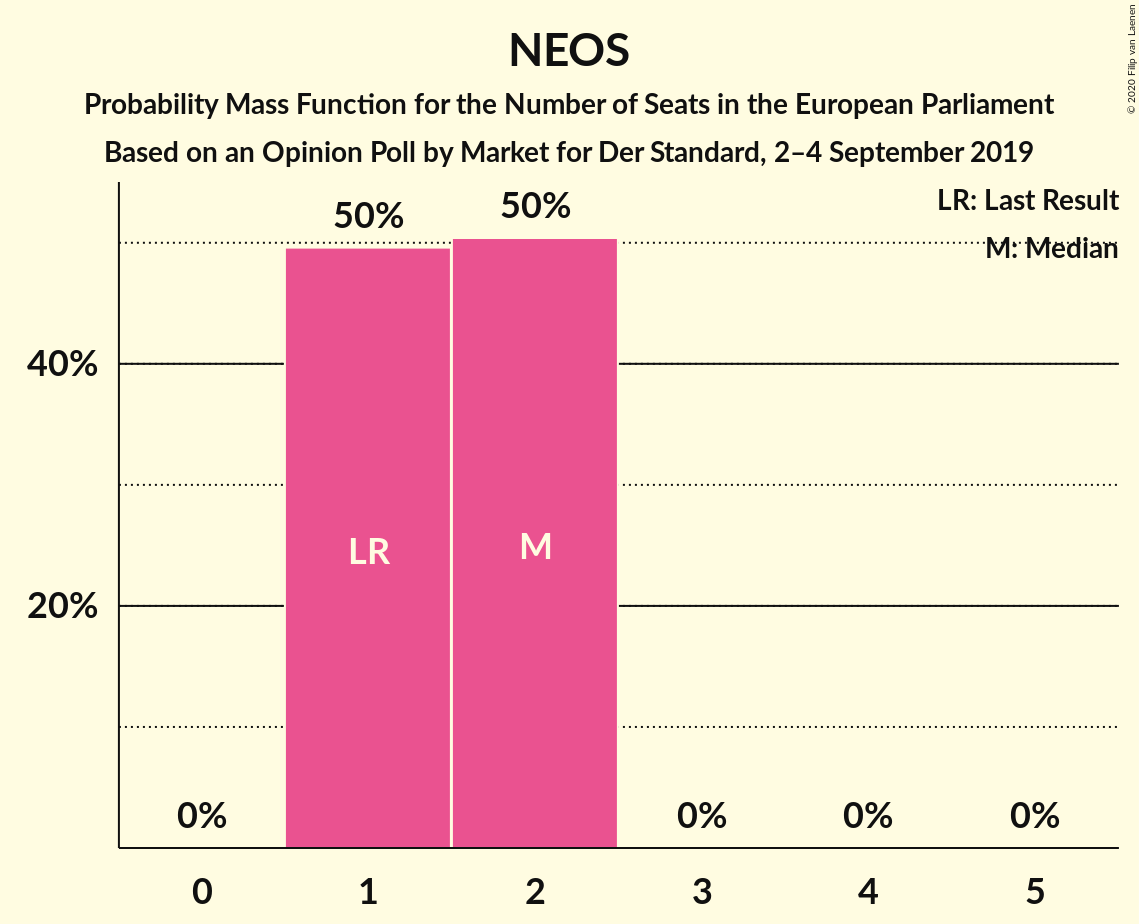 NEOS
Probability Mass Function for the Number of Seats in the European Parliament
Based on an Opinion Poll by Market for Der Standard, 2–4 September 2019
© 2020 Filip van Laenen
LR: Last Result
M: Median
50%
50%
40%
20%
LR
M
0%
0%
0%
0%
0
1
2
3
4
5